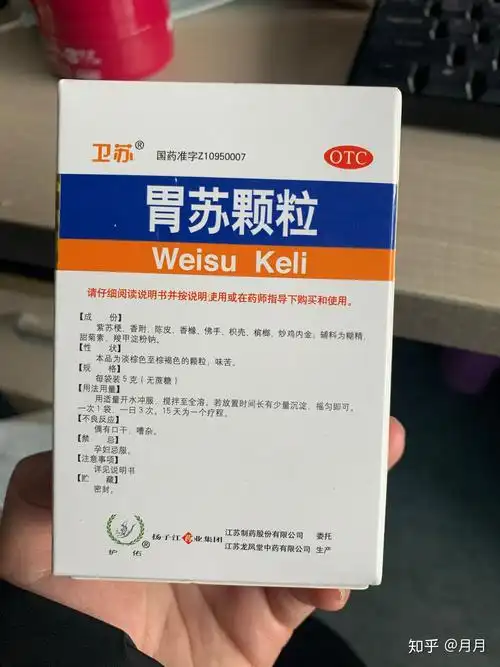 卫苏®
国药准字Z10950007
OTC
胃苏颗粒
Weisu Keli
请仔细阅读说明书并按说明使用或在药师指导下购买和使用。
【成 份】
紫苏梗、香附、陈皮、香橼、佛手、枳壳、槟榔、炒鸡内金；辅料为糊精、
甜菊素、羧甲淀粉钠。
【性 状】
本品为淡棕色至棕褐色的颗粒，味苦。
【规 格】
每袋装5克（无蔗糖）
【用法用量】
用适量开水冲服，搅拌至全溶。若放置时间长有少量沉淀，摇匀即可。
一次1袋，一日3次。15天为一个疗程。
【不良反应】
偶有口干，嘈杂。
【禁 忌】
孕妇忌服。
【注意事项】
详见说明书
【贮 藏】
密封。
护佑®
扬子江药业集团
江苏制药股份有限公司 委托
江苏龙凤堂中药有限公司 生产
知乎 @月月